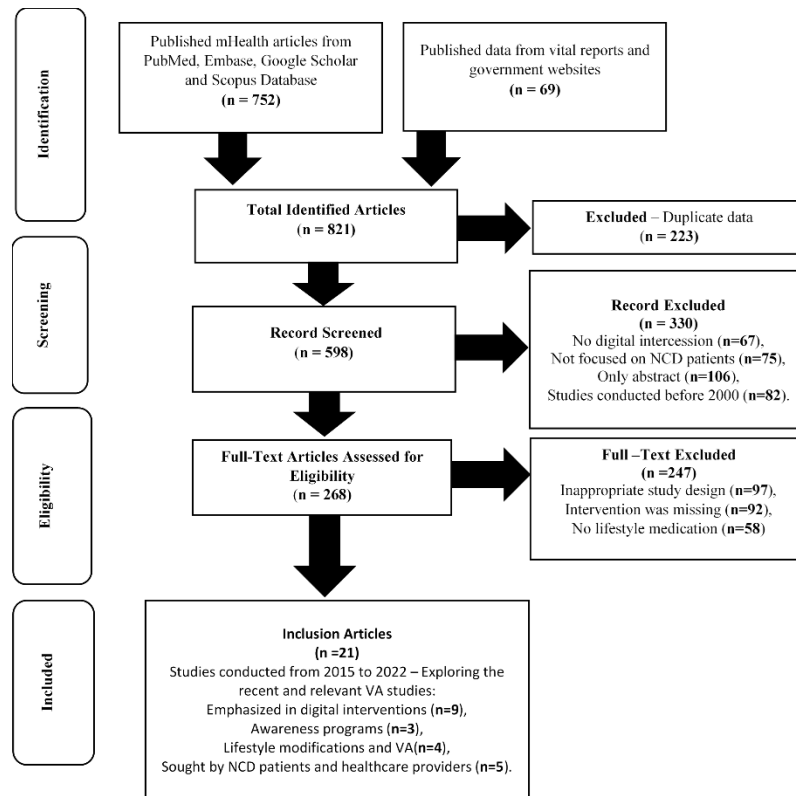 Identification
Published mHealth articles from
PubMed, Embase, Google Scholar
and Scopus Database
(n = 752)
Published data from vital reports and
government websites
(n = 69)
Total Identified Articles
(n = 821)
Excluded – Duplicate data
(n = 223)
Screening
Record Screened
(n = 598)
Record Excluded
(n = 330)
No digital intercession (n=67),
Not focused on NCD patients (n=75),
Only abstract (n=106),
Studies conducted before 2000 (n=82).
Eligibility
Full-Text Articles Assessed for
Eligibility
(n = 268)
Full –Text Excluded
(n =247)
Inappropriate study design (n=97),
Intervention was missing (n=92),
No lifestyle medication (n=58)
Included
Inclusion Articles
(n =21)
Studies conducted from 2015 to 2022 – Exploring the
recent and relevant VA studies:
Emphasized in digital interventions (n=9),
Awareness programs (n=3),
Lifestyle modifications and VA(n=4),
Sought by NCD patients and healthcare providers (n=5).